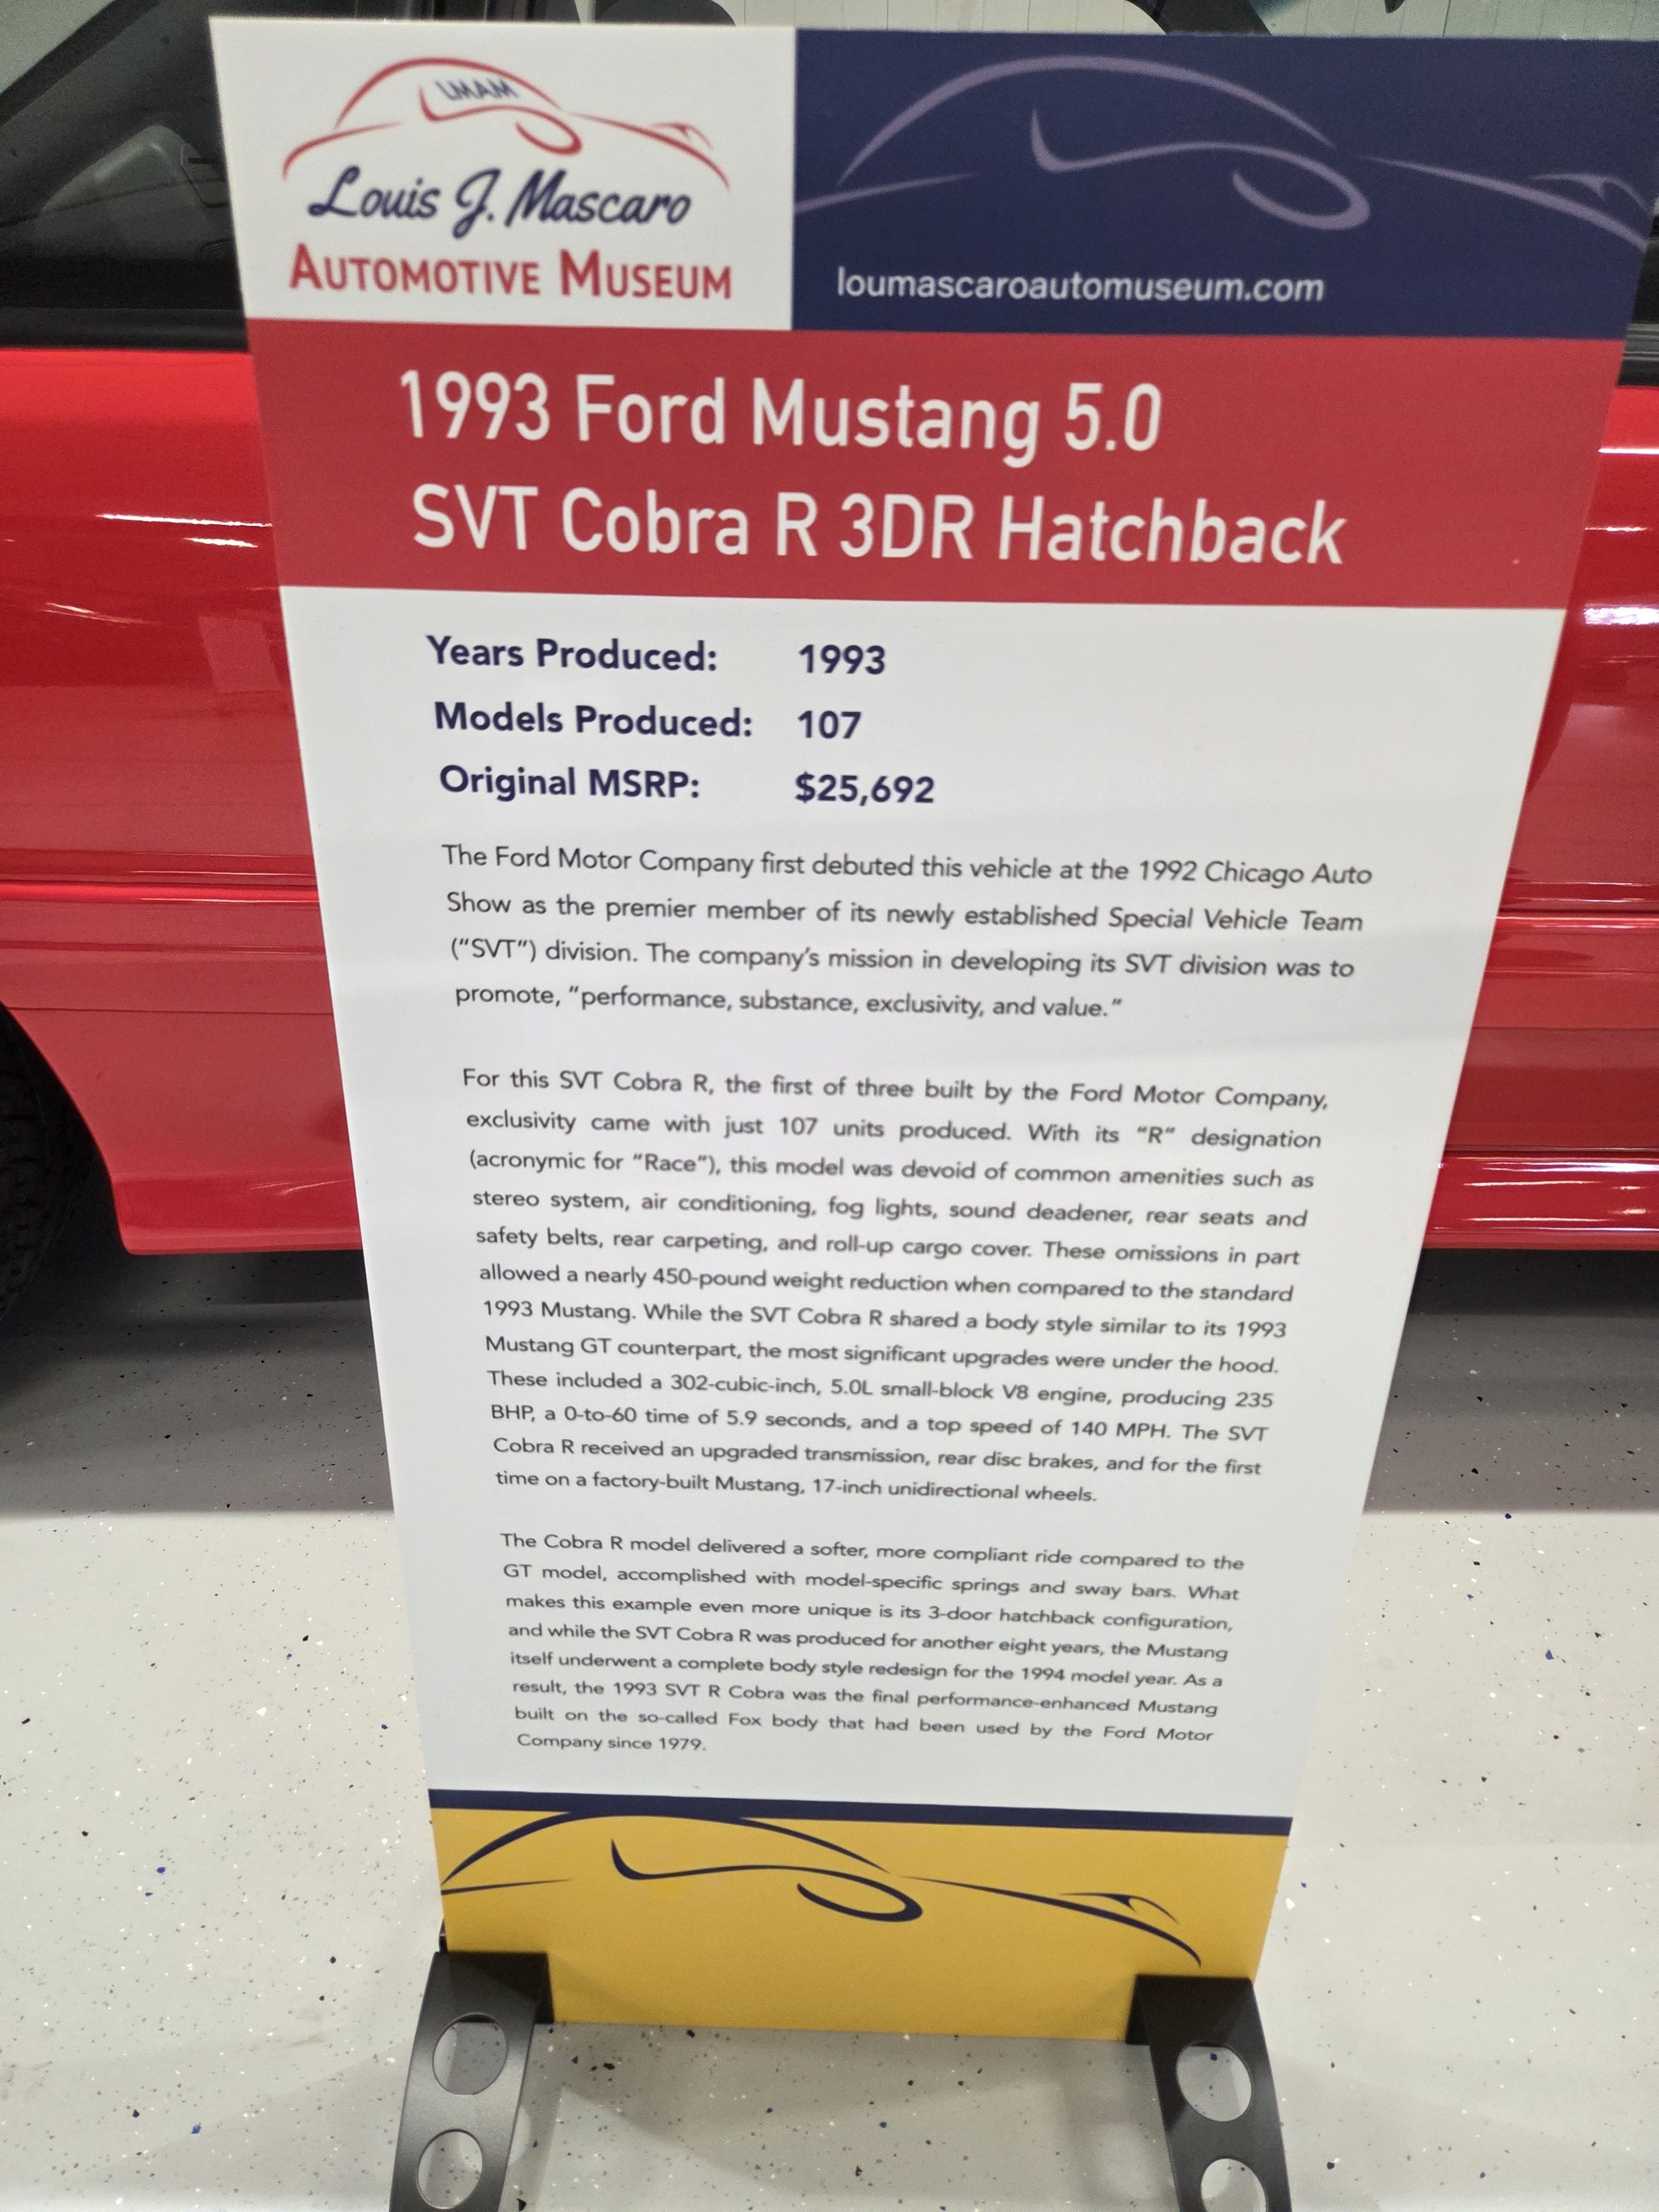 LMAM
Louis J. Mascaro
AUTOMOTIVE MUSEUM
loumascaroautomuseum.com
1993 Ford Mustang 5.0
SVT Cobra R 3DR Hatchback
Years Produced: 1993
Models Produced: 107
Original MSRP: $25,692
The Ford Motor Company first debuted this vehicle at the 1992 Chicago Auto
Show as the premier member of its newly established Special Vehicle Team
("SVT") division. The company's mission in developing its SVT division was to
promote, "performance, substance, exclusivity, and value."
For this SVT Cobra R, the first of three built by the Ford Motor Company,
exclusivity came with just 107 units produced. With its "R" designation
(acronymic for "Race"), this model was devoid of common amenities such as
stereo system, air conditioning, fog lights, sound deadener, rear seats and
safety belts, rear carpeting, and roll-up cargo cover. These omissions in part
allowed a nearly 450-pound weight reduction when compared to the standard
1993 Mustang. While the SVT Cobra R shared a body style similar to its 1993
Mustang GT counterpart, the most significant upgrades were under the hood.
These included a 302-cubic-inch, 5.0L small-block V8 engine, producing 235
BHP, a 0-to-60 time of 5.9 seconds, and a top speed of 140 MPH. The SVT
Cobra R received an upgraded transmission, rear disc brakes, and for the first
time on a factory-built Mustang, 17-inch unidirectional wheels.
The Cobra R model delivered a softer, more compliant ride compared to the
GT model, accomplished with model-specific springs and sway bars. What
makes this example even more unique is its 3-door hatchback configuration,
and while the SVT Cobra R was produced for another eight years, the Mustang
itself underwent a complete body style redesign for the 1994 model year. As a
result, the 1993 SVT R Cobra was the final performance-enhanced Mustang
built on the so-called Fox body that had been used by the Ford Motor
Company since 1979.